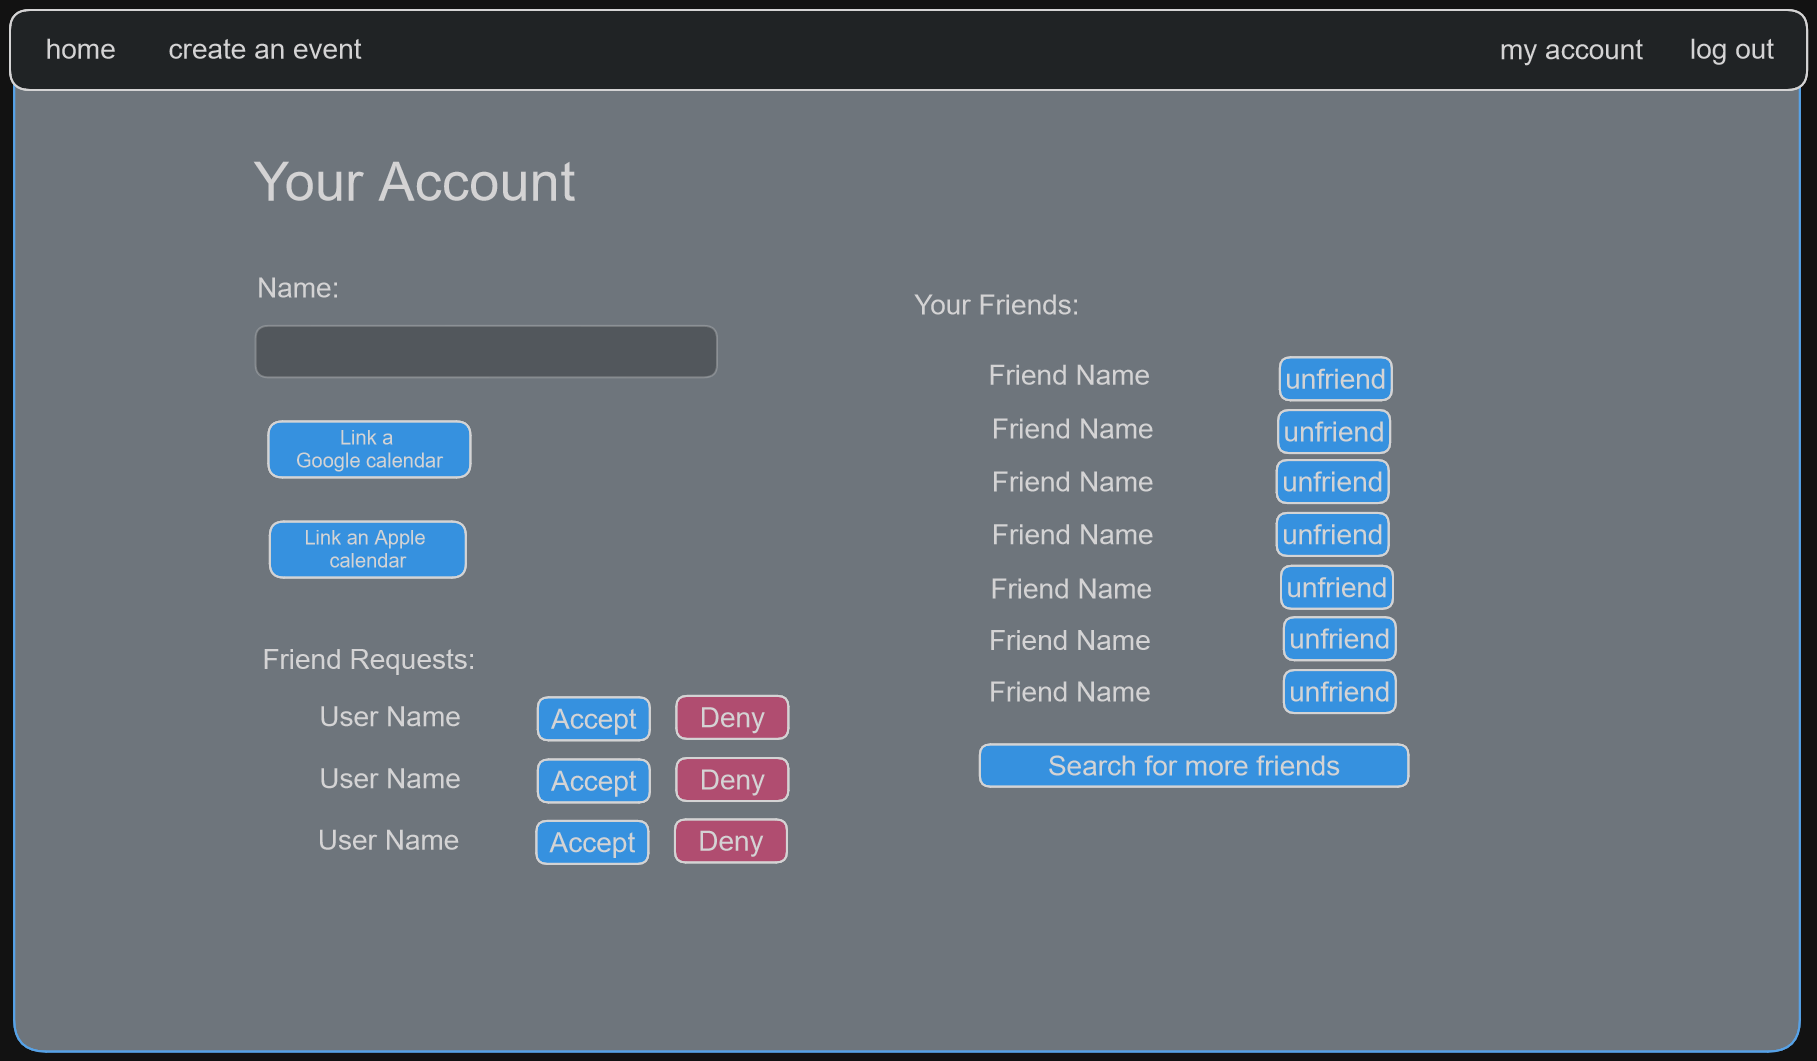 home create an event my account log out
Your Account
Name:
Link a
Google calendar
Link an Apple
calendar
Friend Requests:
User Name Accept Deny
User Name Accept Deny
User Name Accept Deny
Your Friends:
Friend Name unfriend
Friend Name unfriend
Friend Name unfriend
Friend Name unfriend
Friend Name unfriend
Friend Name unfriend
Friend Name unfriend
Search for more friends